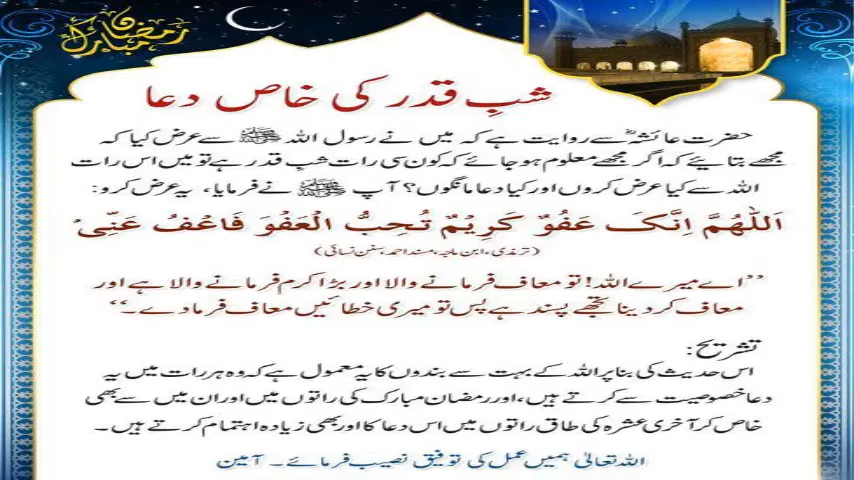 رمضان مبارک
شبِ قدر کی خاص دعا
حضرت عائشہؓ سے روایت ہے کہ میں نے رسول اللہ ﷺ سے عرض کیا کہ
مجھے بتایئے کہ اگر مجھے معلوم ہو جائے کہ کون سی رات شبِ قدر ہے تو میں اس رات
اللہ سے کیا عرض کروں اور کیا دعا مانگوں؟ آپ ﷺ نے فرمایا، یہ عرض کرو:
اَللّٰهُمَّ اِنَّکَ عَفُوٌّ کَرِیْمٌ تُحِبُّ الْعَفْوَ فَاعْفُ عَنِّیْ
(ترمذی، ابن ماجہ، مسند احمد، سنن نسائی)
”اے میرے اللہ! تو معاف فرمانے والا اور بڑا کرم فرمانے والا ہے اور
معاف کر دینا تجھے پسند ہے پس تو میری خطائیں معاف فرما دے۔“
تشریح:
اس حدیث کی بنا پر اللہ کے بہت سے بندوں کا یہ معمول ہے کہ وہ ہر رات میں یہ
دعا خصوصیت سے کرتے ہیں، اور رمضان مبارک کی راتوں میں اور ان میں سے بھی
خاص کر آخری عشرہ کی طاق راتوں میں اس دعا کا اور بھی زیادہ اہتمام کرتے ہیں۔
اللہ تعالیٰ ہمیں عمل کی توفیق نصیب فرمائے۔ آمین